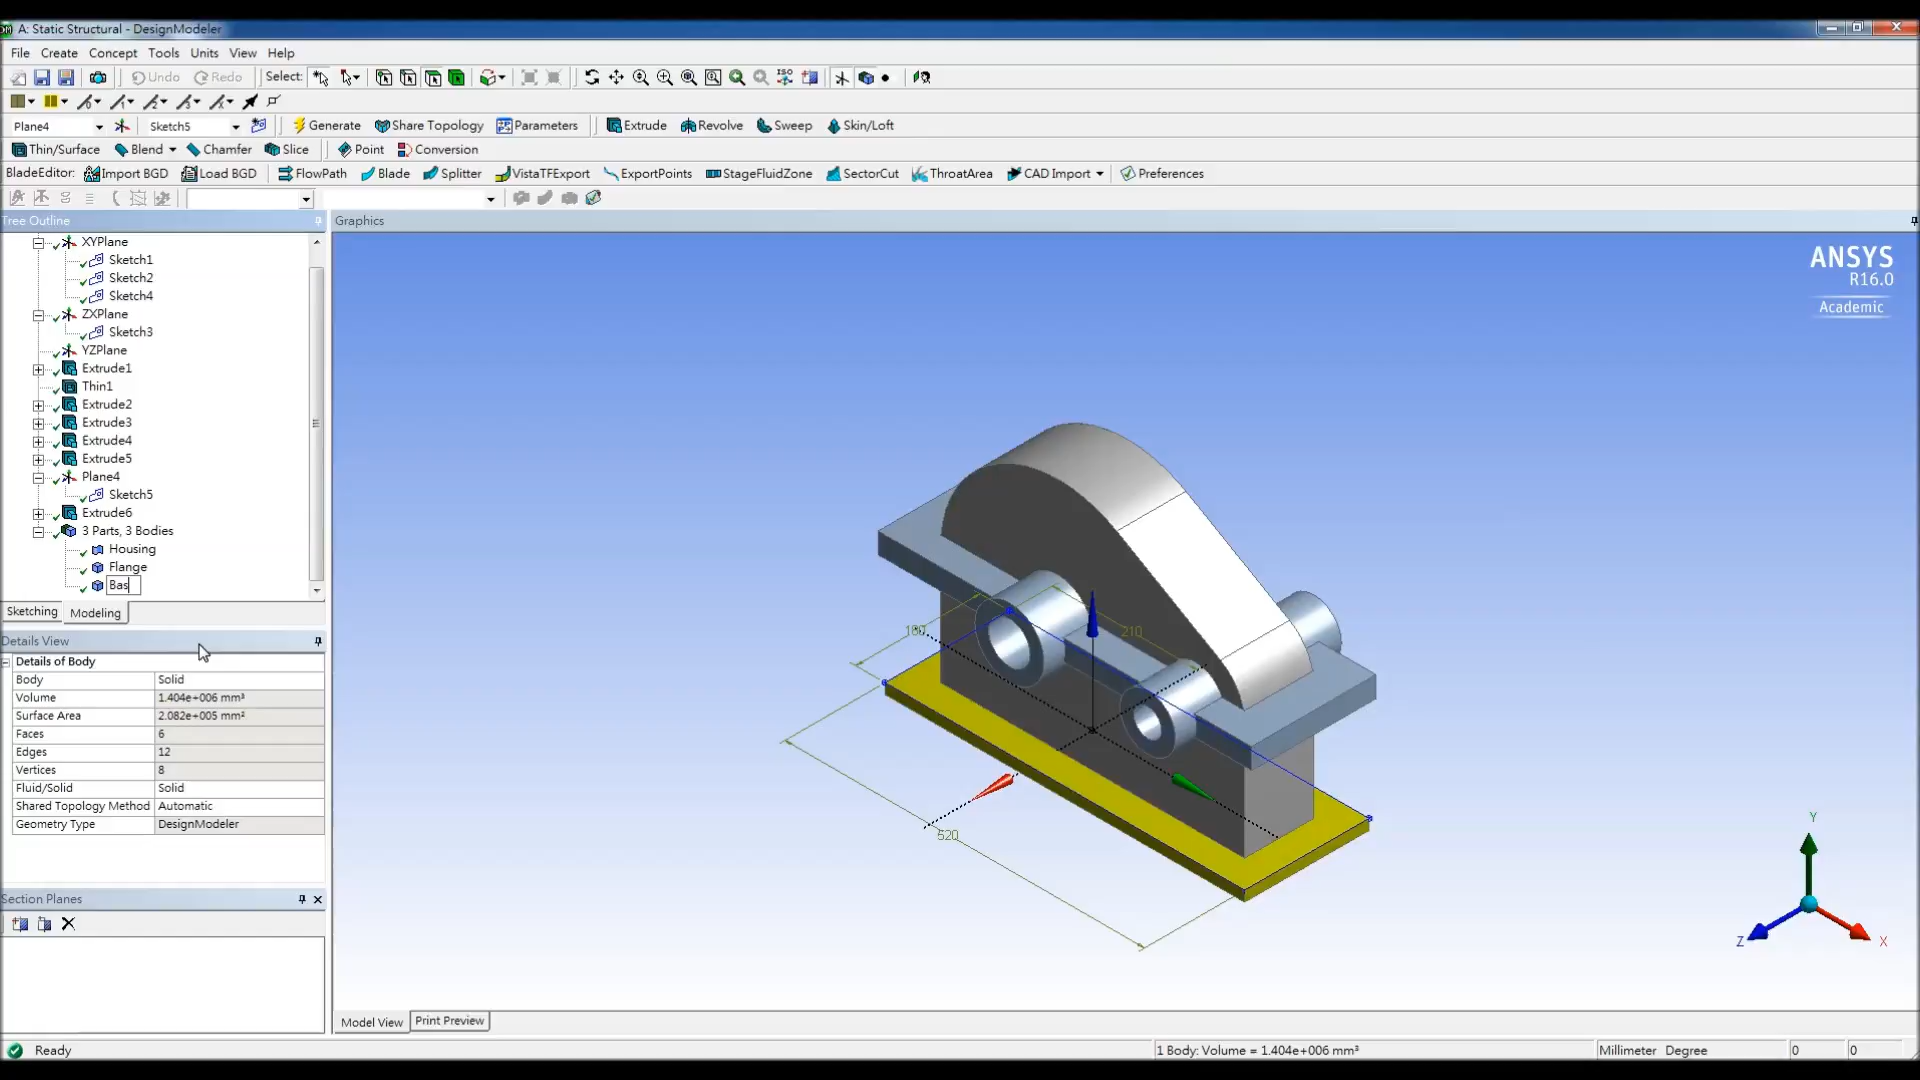 A: Static Structural - DesignModeler
File Create Concept Tools Units View Help
Undo Redo Select:
Plane4 Sketch5 Generate Share Topology Parameters Extrude Revolve Sweep Skin/Loft
Thin/Surface Blend Chamfer Slice Point Conversion
BladeEditor: Import BGD Load BGD FlowPath Blade Splitter VistaTFExport ExportPoints StageFluidZone SectorCut ThroatArea CAD Import Preferences
Tree Outline
Graphics
XYPlane
Sketch1
Sketch2
Sketch4
ZXPlane
Sketch3
YZPlane
Extrude1
Thin1
Extrude2
Extrude3
Extrude4
Extrude5
Plane4
Sketch5
Extrude6
3 Parts, 3 Bodies
Housing
Flange
Bas
Sketching Modeling
Details View
Details of Body
Body Solid
Volume 1.404e+006 mm³
Surface Area 2.082e+005 mm²
Faces 6
Edges 12
Vertices 8
Fluid/Solid Solid
Shared Topology Method Automatic
Geometry Type DesignModeler
Section Planes
ANSYS
R16.0
Academic
210
520
Y
Z
X
Model View Print Preview
Ready
1 Body: Volume = 1.404e+006 mm³
Millimeter Degree 0 0